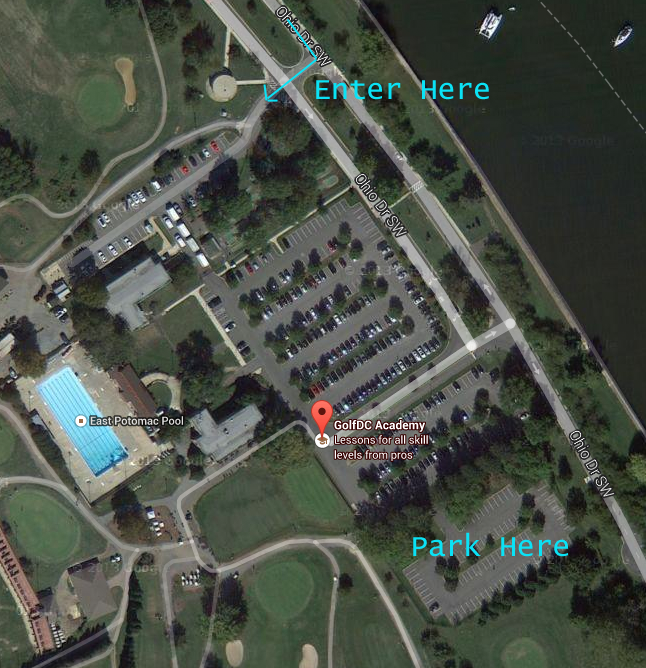 Ohio Dr SW
Enter Here
Ohio Dr SW
East Potomac Pool
GolfDC Academy
Lessons for all skill
levels from pros
Ohio Dr SW
Park Here